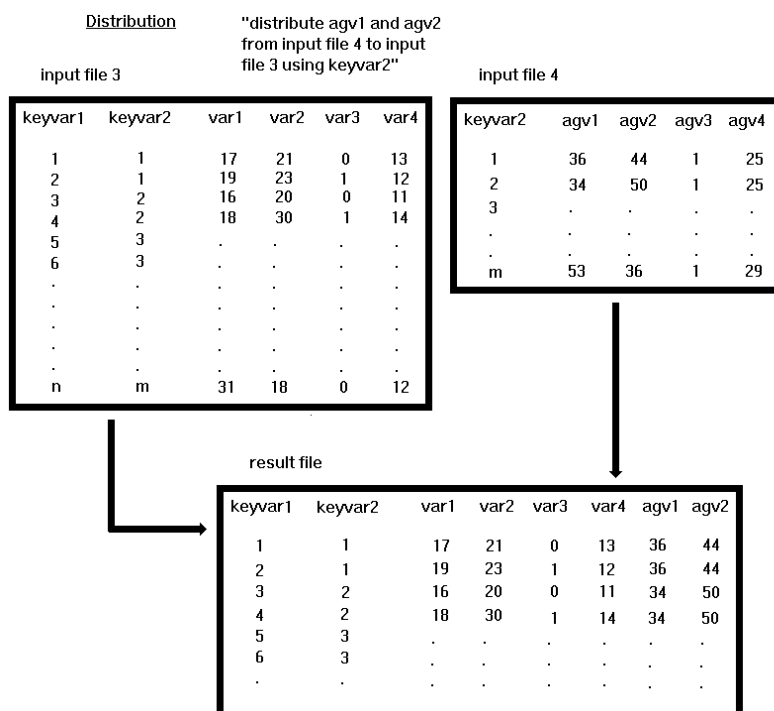 Distribution
"distribute agv1 and agv2
from input file 4 to input
file 3 using keyvar2"
input file 3
keyvar1 keyvar2 var1 var2 var3 var4
1 1 17 21 0 13
2 1 19 23 1 12
3 2 16 20 0 11
4 2 18 30 1 14
5 3 . . . .
6 3 . . . .
. . . . . .
. . . . . .
. . . . . .
. . . . . .
. . . . . .
n m 31 18 0 12
input file 4
keyvar2 agv1 agv2 agv3 agv4
1 36 44 1 25
2 34 50 1 25
3 . . . .
. . . . .
. . . . .
m 53 36 1 29
result file
keyvar1 keyvar2 var1 var2 var3 var4 agv1 agv2
1 1 17 21 0 13 36 44
2 1 19 23 1 12 36 44
3 2 16 20 0 11 34 50
4 2 18 30 1 14 34 50
5 3 . . . . . .
6 3 . . . . . .
. . . . . . . .